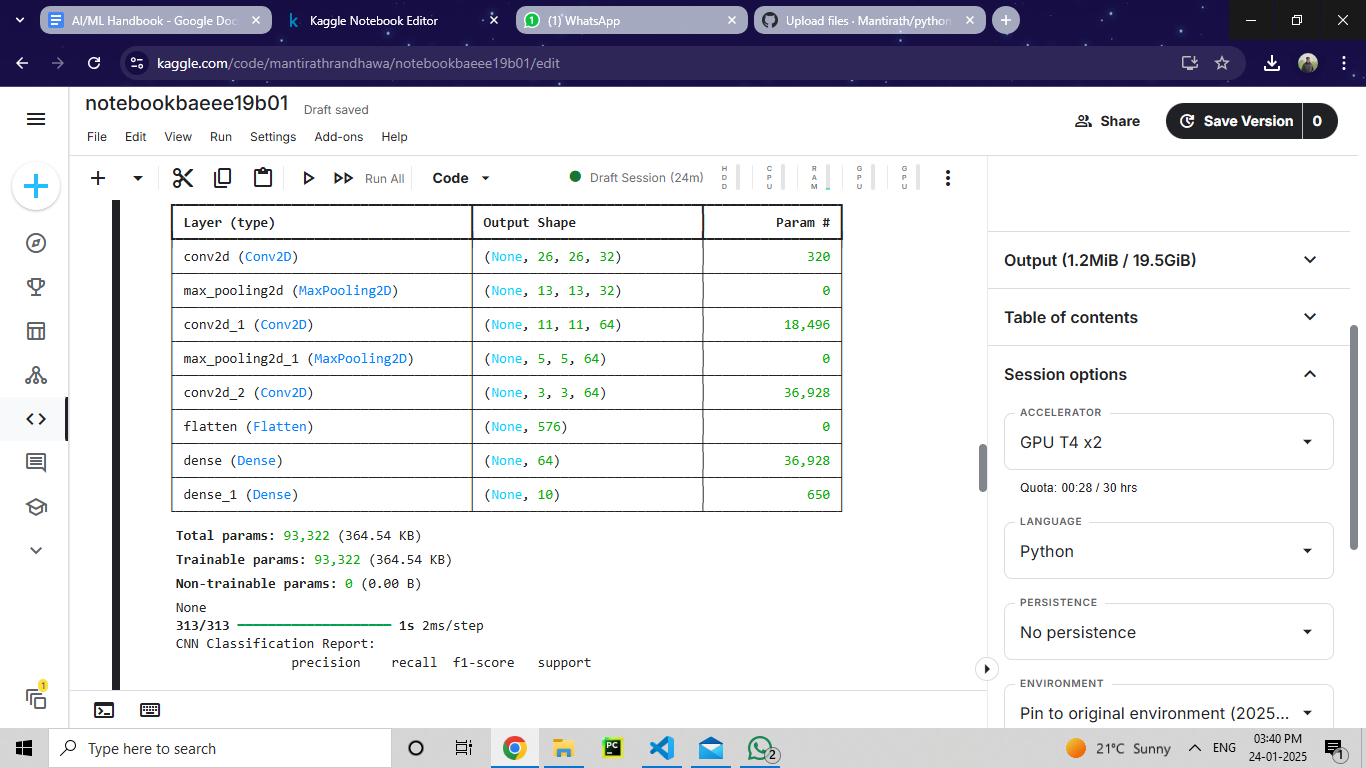 AI/ML Handbook - Google Doc
Kaggle Notebook Editor
(1) WhatsApp
Upload files · Mantirath/python
kaggle.com/code/mantirathrandhawa/notebookbaeee19b01/edit
notebookbaeee19b01 Draft saved
File Edit View Run Settings Add-ons Help
Share
Save Version 0
Run All Code Draft Session (24m) HDD CPU RAM GPU GPU
Layer (type) Output Shape Param #
conv2d (Conv2D) (None, 26, 26, 32) 320
max_pooling2d (MaxPooling2D) (None, 13, 13, 32) 0
conv2d_1 (Conv2D) (None, 11, 11, 64) 18,496
max_pooling2d_1 (MaxPooling2D) (None, 5, 5, 64) 0
conv2d_2 (Conv2D) (None, 3, 3, 64) 36,928
flatten (Flatten) (None, 576) 0
dense (Dense) (None, 64) 36,928
dense_1 (Dense) (None, 10) 650
Total params: 93,322 (364.54 KB)
Trainable params: 93,322 (364.54 KB)
Non-trainable params: 0 (0.00 B)
None
313/313 1s 2ms/step
CNN Classification Report:
precision recall f1-score support
Output (1.2MiB / 19.5GiB)
Table of contents
Session options
ACCELERATOR
GPU T4 x2
Quota: 00:28 / 30 hrs
LANGUAGE
Python
PERSISTENCE
No persistence
ENVIRONMENT
Pin to original environment (2025...
1
Type here to search
PC
2
21°C Sunny
ENG
03:40 PM
24-01-2025
1